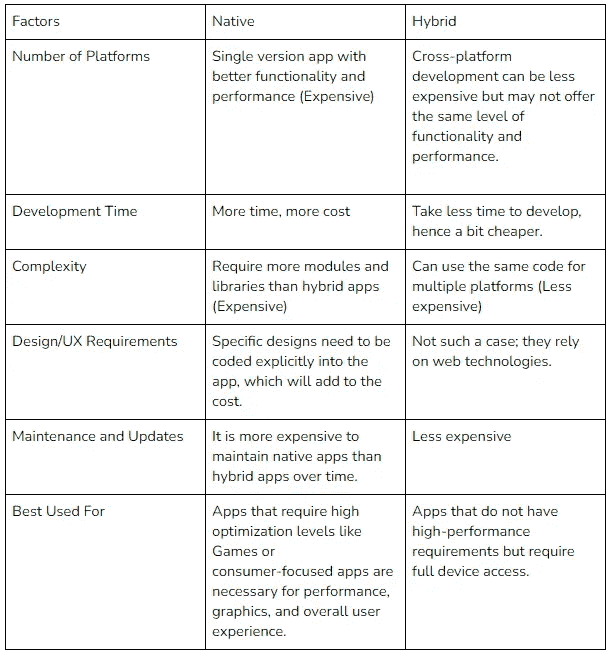 Factors
Native
Hybrid
Number of Platforms
Single version app with
better functionality and
performance (Expensive)
Cross-platform
development can be less
expensive but may not offer
the same level of
functionality and
performance.
Development Time
More time, more cost
Take less time to develop,
hence a bit cheaper.
Complexity
Require more modules and
libraries than hybrid apps
(Expensive)
Can use the same code for
multiple platforms (Less
expensive)
Design/UX Requirements
Specific designs need to be
coded explicitly into the
app, which will add to the
cost.
Not such a case; they rely
on web technologies.
Maintenance and Updates
It is more expensive to
maintain native apps than
hybrid apps over time.
Less expensive
Best Used For
Apps that require high
optimization levels like
Games or
consumer-focused apps are
necessary for performance,
graphics, and overall user
experience.
Apps that do not have
high-performance
requirements but require
full device access.